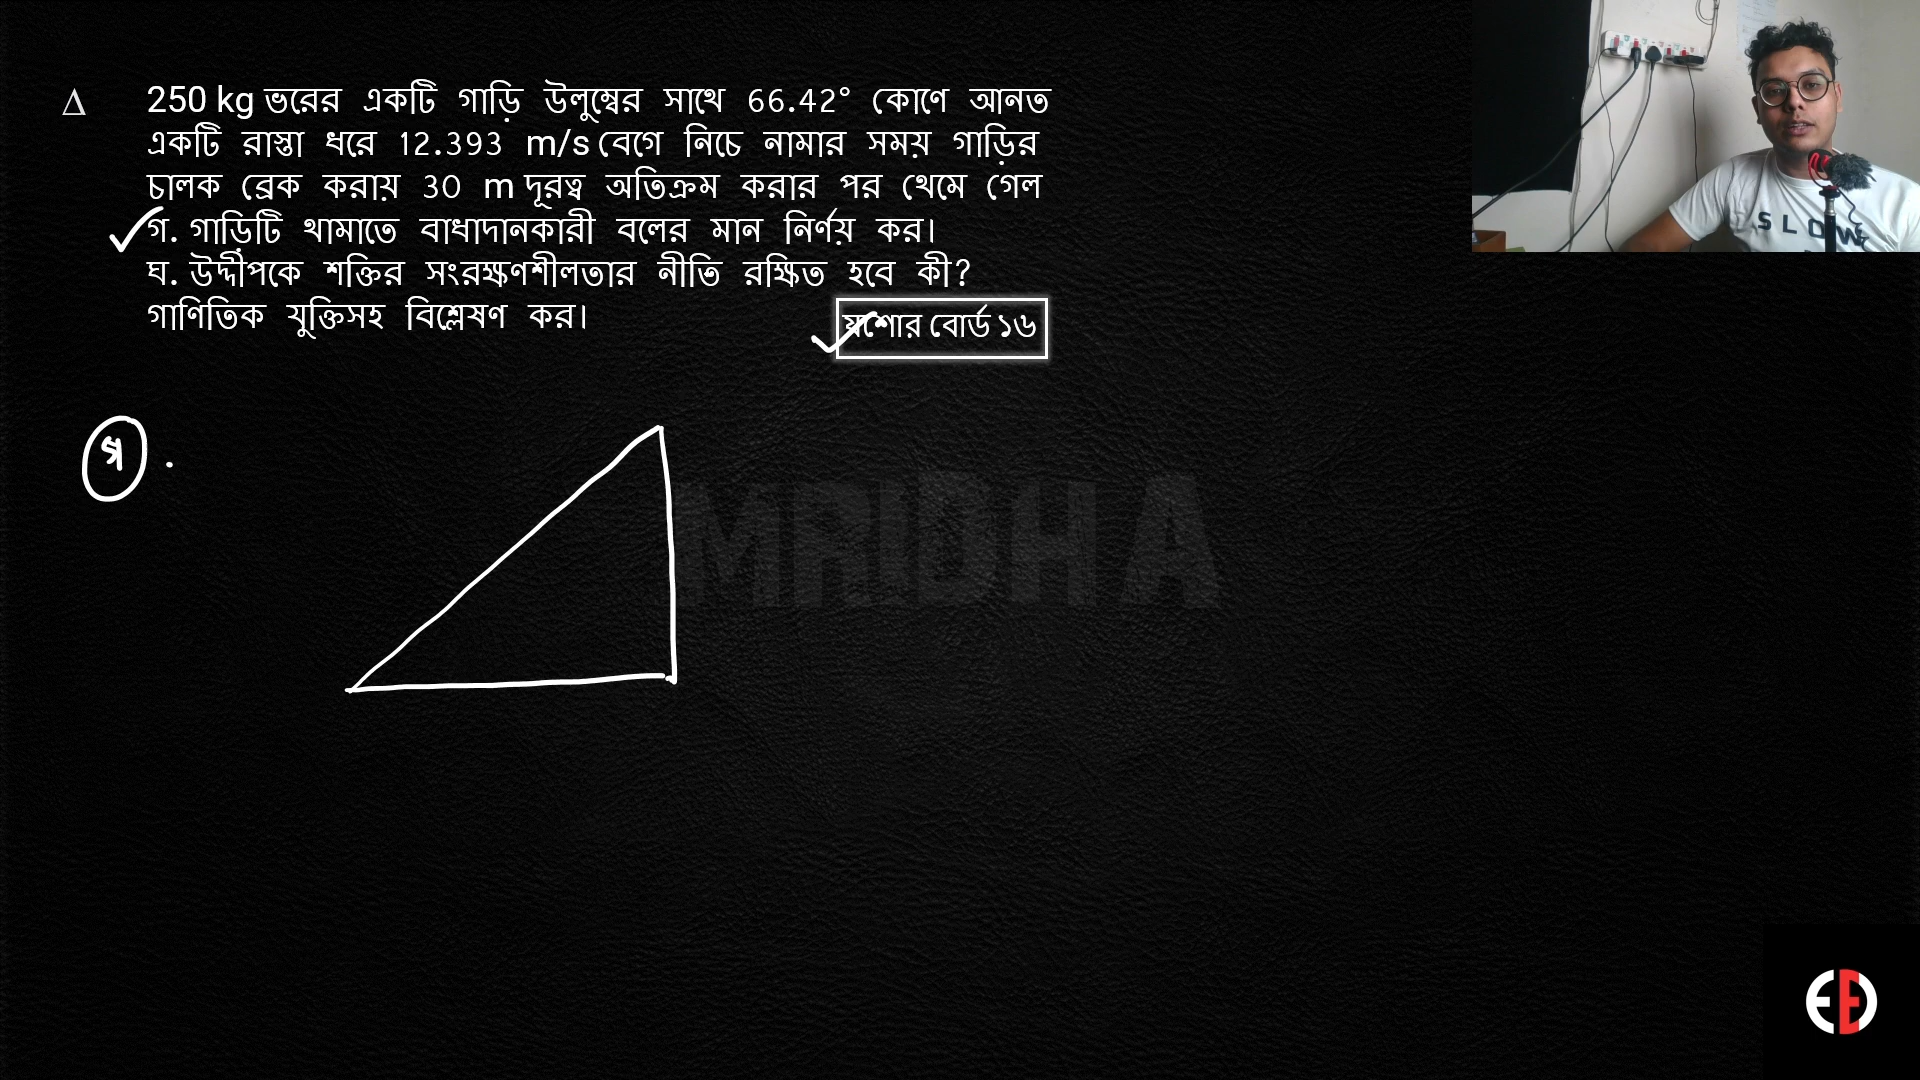 Δ 250 kg ভরের একটি গাড়ি উলুম্বের সাথে 66.42° কোণে আনত
একটি রাস্তা ধরে 12.393 m/s বেগে নিচে নামার সময় গাড়ির
চালক ব্রেক করায় 30 m দূরত্ব অতিক্রম করার পর থেমে গেল
গ. গাড়িটি থামাতে বাধাদানকারী বলের মান নির্ণয় কর।
ঘ. উদ্দীপকে শক্তির সংরক্ষণশীলতার নীতি রক্ষিত হবে কী?
গাণিতিক যুক্তিসহ বিশ্লেষণ কর।
যশোর বোর্ড ১৬
গ.
MRIDHA
SLOW